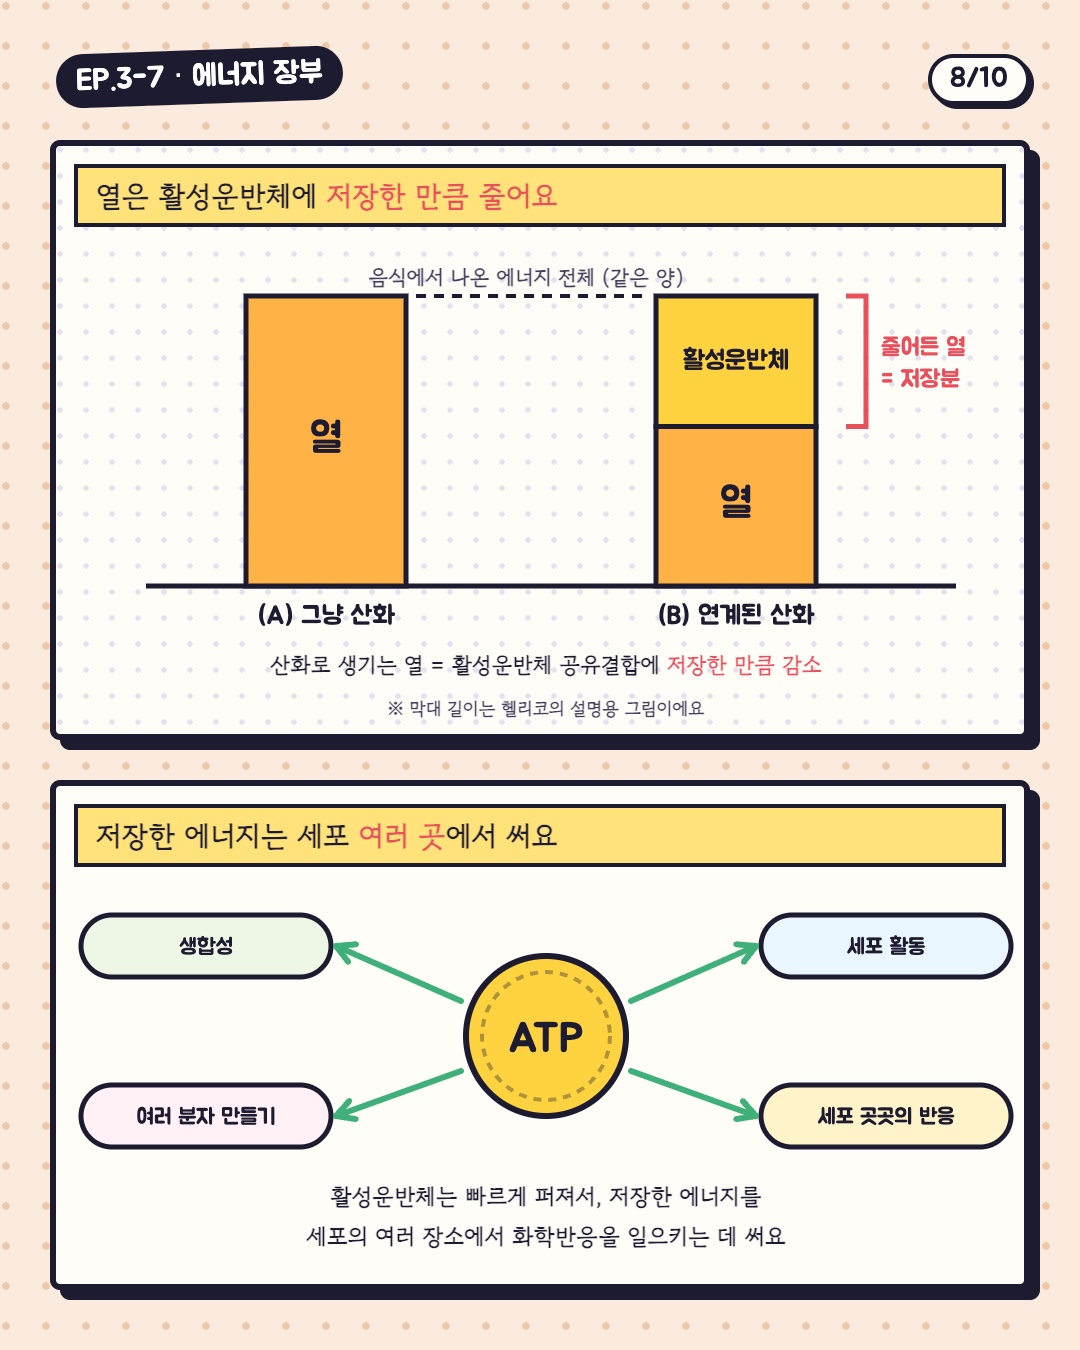 EP.3-7 · 에너지 장부
8/10
열은 활성운반체에 저장한 만큼 줄어요
음식에서 나온 에너지 전체 (같은 양)
열
활성운반체
열
줄어든 열
= 저장분
(A) 그냥 산화
(B) 연계된 산화
산화로 생기는 열 = 활성운반체 공유결합에 저장한 만큼 감소
※ 막대 길이는 헬리코의 설명용 그림이에요
저장한 에너지는 세포 여러 곳에서 써요
생합성
세포 활동
ATP
여러 분자 만들기
세포 곳곳의 반응
활성운반체는 빠르게 퍼져서, 저장한 에너지를
세포의 여러 장소에서 화학반응을 일으키는 데 써요